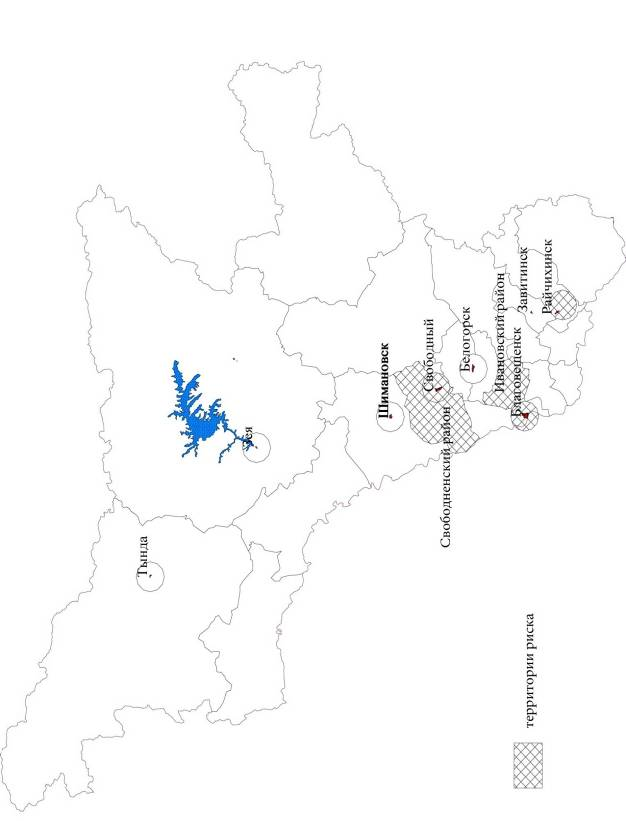 Тында
Зея
Шимановск
Свободный
Свободненский район
Белогорск
Ивановский район
Благовещенск
Завитинск
Райчихинск
территории риска